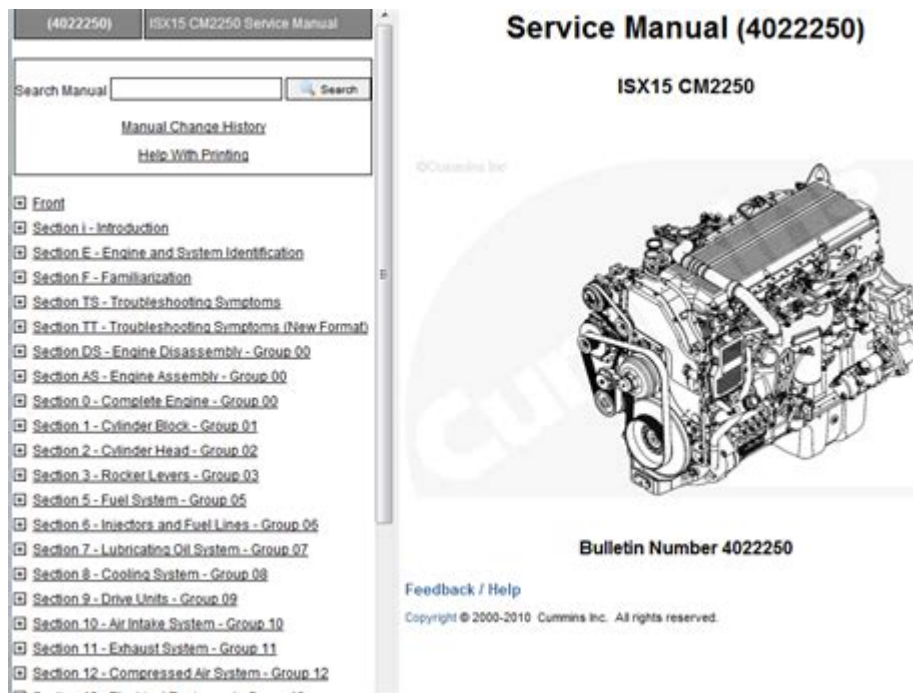 (4022250) ISX15 CM2250 Service Manual
Search Manual Search
Manual Change History
Help With Printing
Front
Section i - Introduction
Section E - Engine and System Identification
Section F - Familiarization
Section TS - Troubleshooting Symptoms
Section TT - Troubleshooting Symptoms (New Format)
Section DS - Engine Disassembly - Group 00
Section AS - Engine Assembly - Group 00
Section 0 - Complete Engine - Group 00
Section 1 - Cylinder Block - Group 01
Section 2 - Cylinder Head - Group 02
Section 3 - Rocker Levers - Group 03
Section 5 - Fuel System - Group 05
Section 6 - Injectors and Fuel Lines - Group 06
Section 7 - Lubricating Oil System - Group 07
Section 8 - Cooling System - Group 08
Section 9 - Drive Units - Group 09
Section 10 - Air Intake System - Group 10
Section 11 - Exhaust System - Group 11
Section 12 - Compressed Air System - Group 12
Service Manual (4022250)
ISX15 CM2250
©Cummins Inc
Cummins
Bulletin Number 4022250
Feedback / Help
Copyright © 2000-2010 Cummins Inc. All rights reserved.